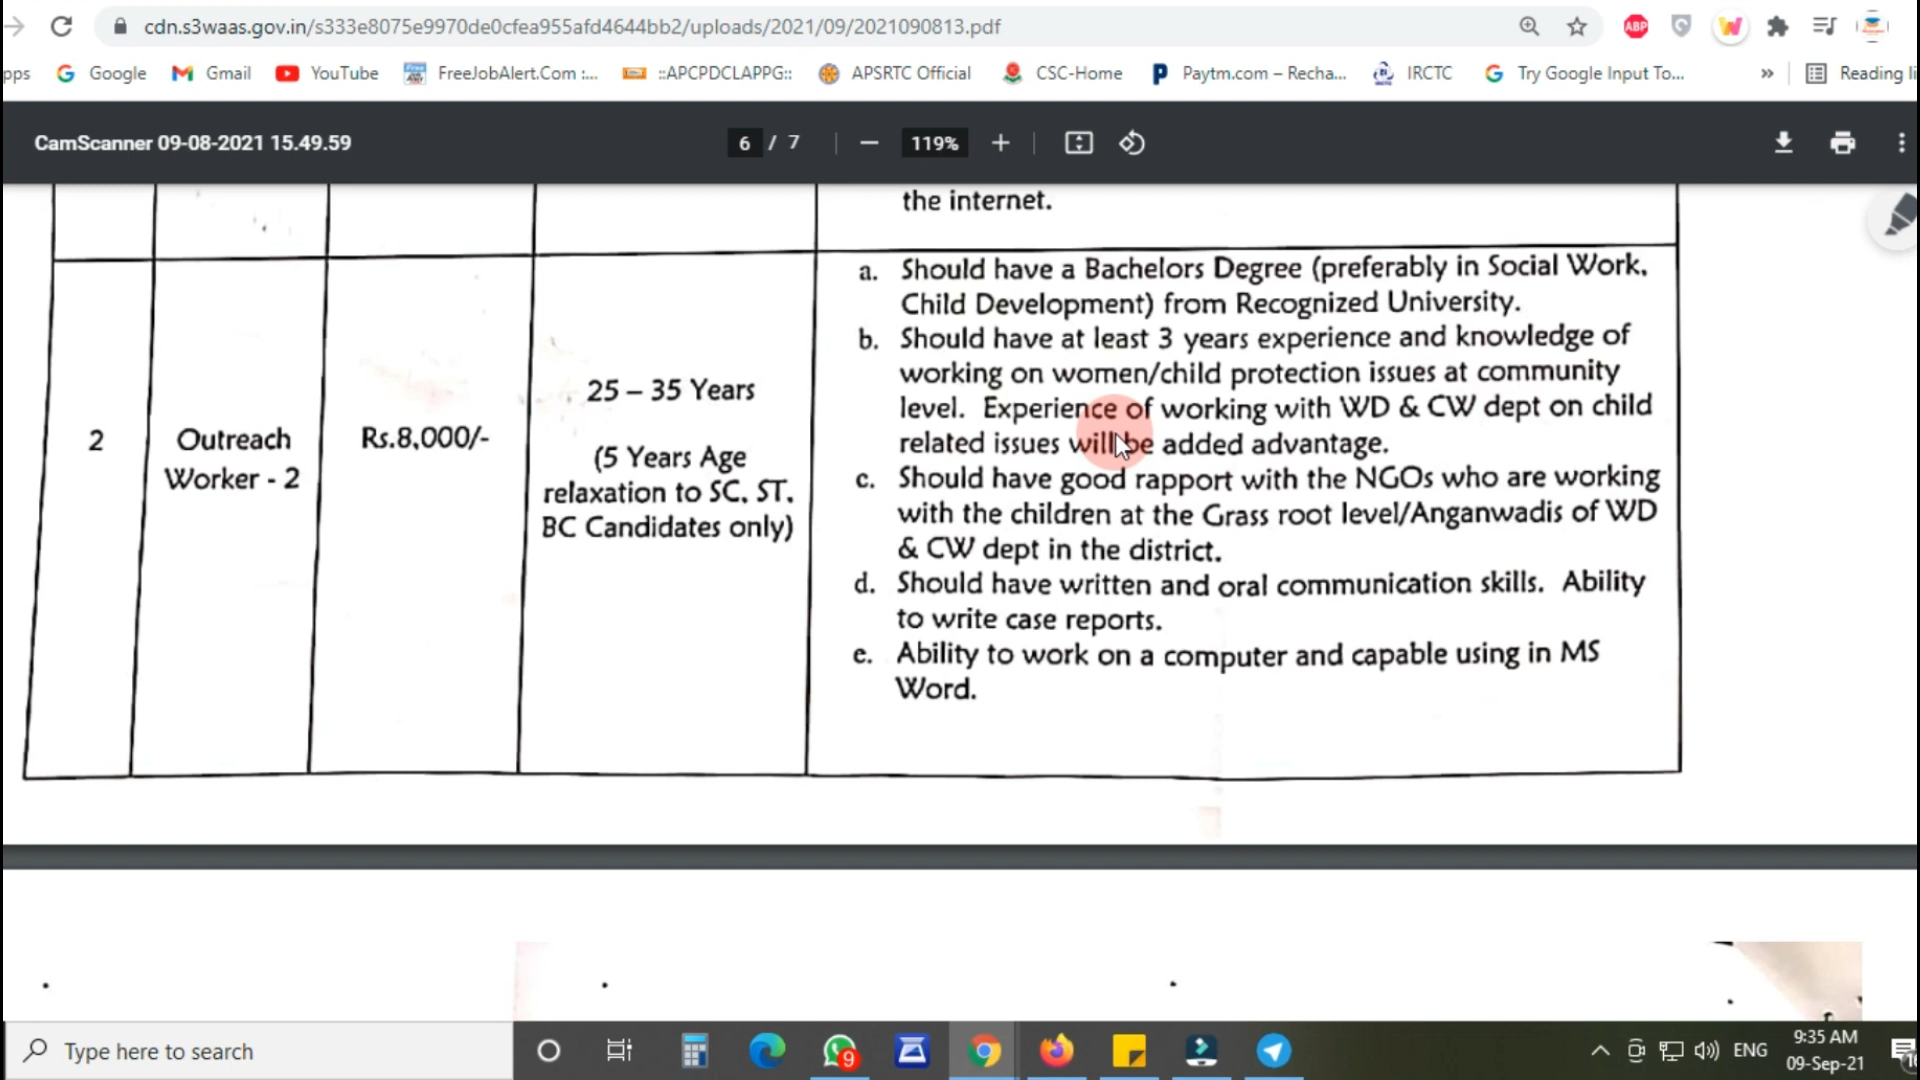 cdn.s3waas.gov.in/s333e8075e9970de0cfea955afd4644bb2/uploads/2021/09/2021090813.pdf
ABP
pps Google Gmail YouTube FreeJobAlert.Com :... ::APCPDCLAPPG:: APSRTC Official CSC-Home Paytm.com – Recha... IRCTC Try Google Input To... » Reading li
CamScanner 09-08-2021 15.49.59 6 / 7 119%
the internet.
2
Outreach
Worker - 2
Rs.8,000/-
25 – 35 Years
(5 Years Age
relaxation to SC, ST,
BC Candidates only)
a. Should have a Bachelors Degree (preferably in Social Work,
Child Development) from Recognized University.
b. Should have at least 3 years experience and knowledge of
working on women/child protection issues at community
level. Experience of working with WD & CW dept on child
related issues will be added advantage.
c. Should have good rapport with the NGOs who are working
with the children at the Grass root level/Anganwadis of WD
& CW dept in the district.
d. Should have written and oral communication skills. Ability
to write case reports.
e. Ability to work on a computer and capable using in MS
Word.
Type here to search
9
ENG
9:35 AM
09-Sep-21